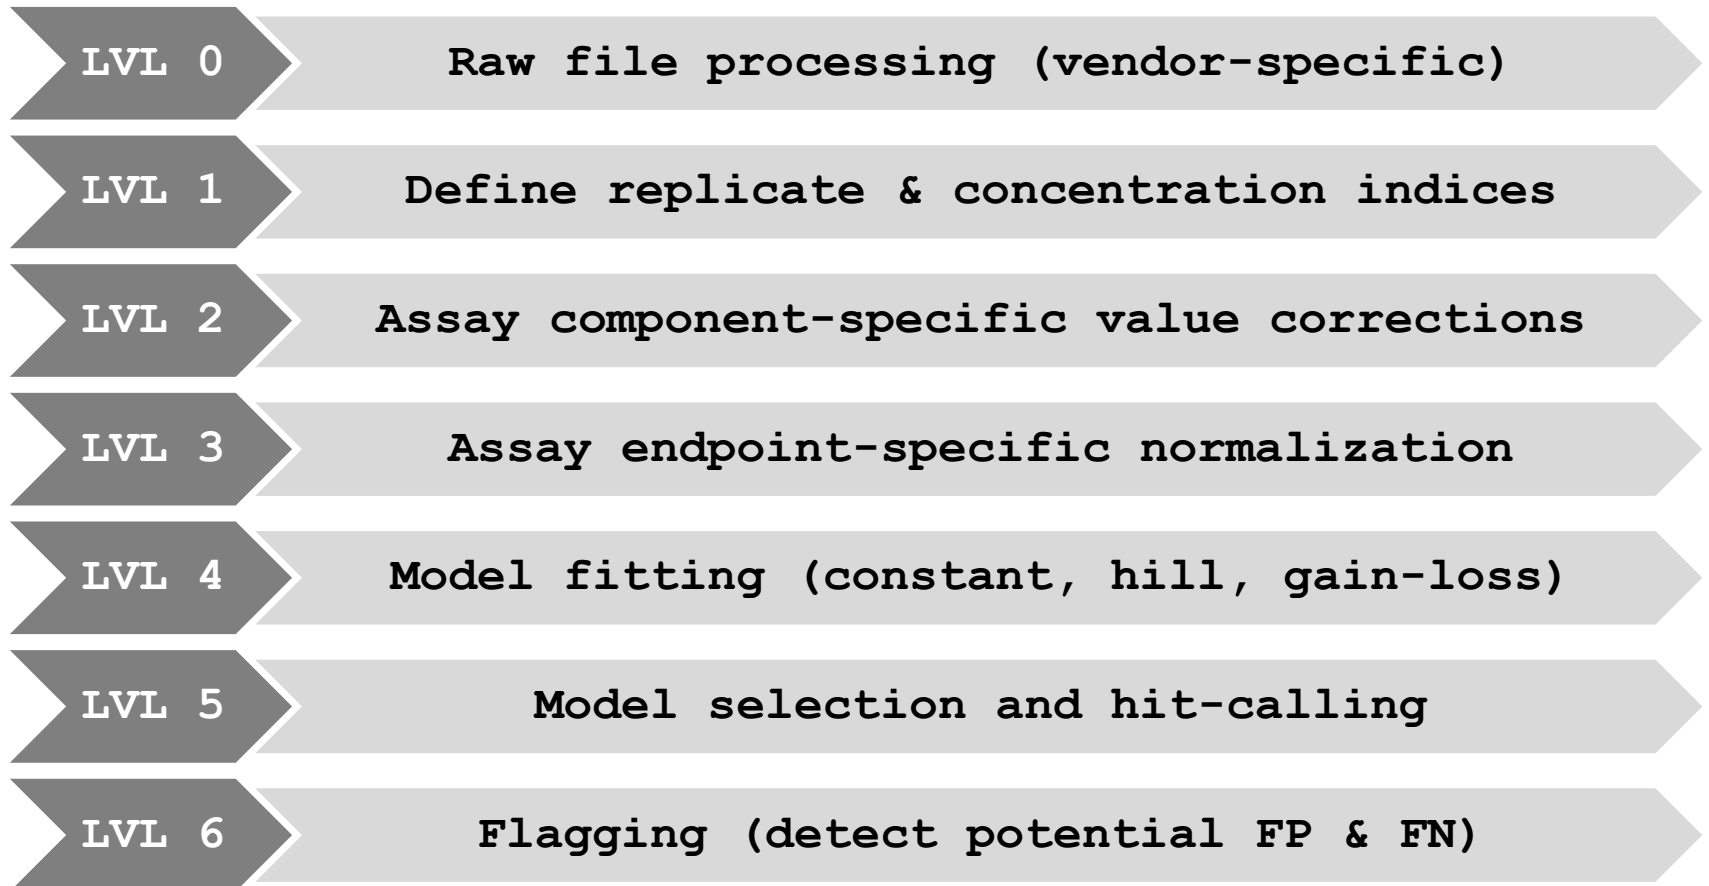 LVL 0 Raw file processing (vendor-specific)
LVL 1 Define replicate & concentration indices
LVL 2 Assay component-specific value corrections
LVL 3 Assay endpoint-specific normalization
LVL 4 Model fitting (constant, hill, gain-loss)
LVL 5 Model selection and hit-calling
LVL 6 Flagging (detect potential FP & FN)